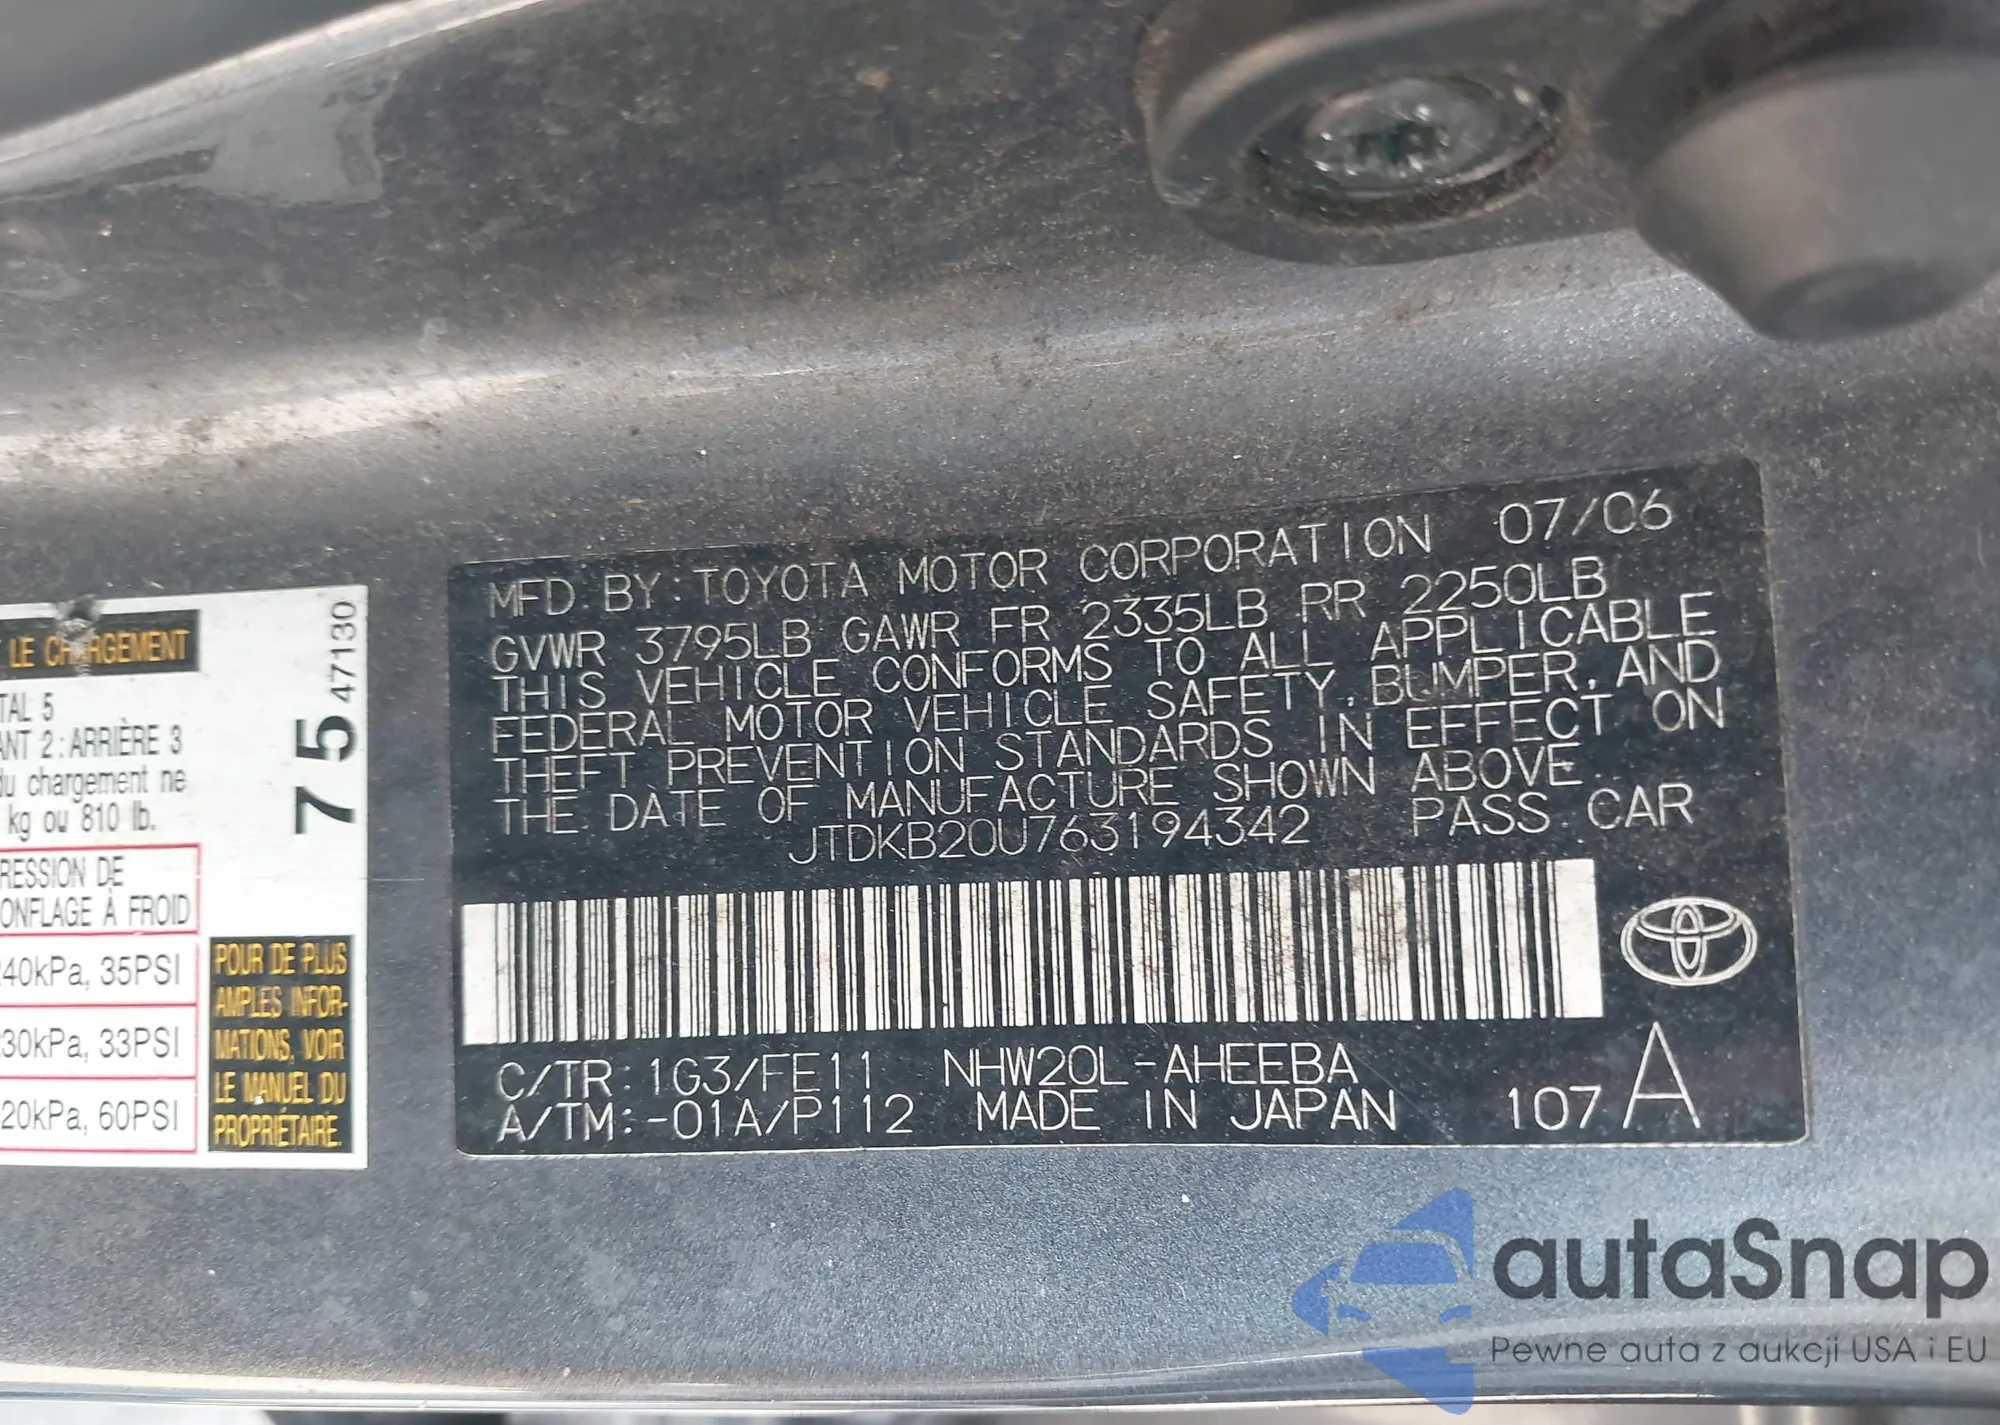 LE CHARGEMENT
TAL 5
ANT 2 : ARRIÈRE 3
du chargement ne
kg ou 810 lb.
RESSION DE
ONFLAGE À FROID
240kPa, 35PSI
230kPa, 33PSI
20kPa, 60PSI
75 47130
POUR DE PLUS
AMPLES INFOR-
MATIONS, VOIR
LE MANUEL DU
PROPRIÉTAIRE.
MFD. BY : TOYOTA MOTOR CORPORATION 07/06
GVWR 3795LB GAWR FR 2335LB RR 2250LB
THIS VEHICLE CONFORMS TO ALL APPLICABLE
FEDERAL MOTOR VEHICLE SAFETY, BUMPER, AND
THEFT PREVENTION STANDARDS IN EFFECT ON
THE DATE OF MANUFACTURE SHOWN ABOVE.
JTDKB20U763194342 PASS. CAR
C/TR: 1G3/FE11 NHW20L-AHEEBA
A/TM:-01A/P112 MADE IN JAPAN 107 A
autaSnap
Pewne auta z aukcji USA i EU